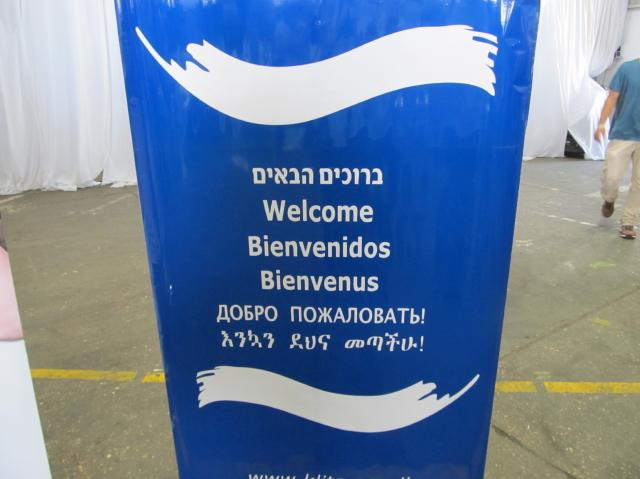 ברוכים הבאים
Welcome
Bienvenidos
Bienvenus
ДОБРО ПОЖАЛОВАТЬ!
እንኳን ደህና መጣችሁ!